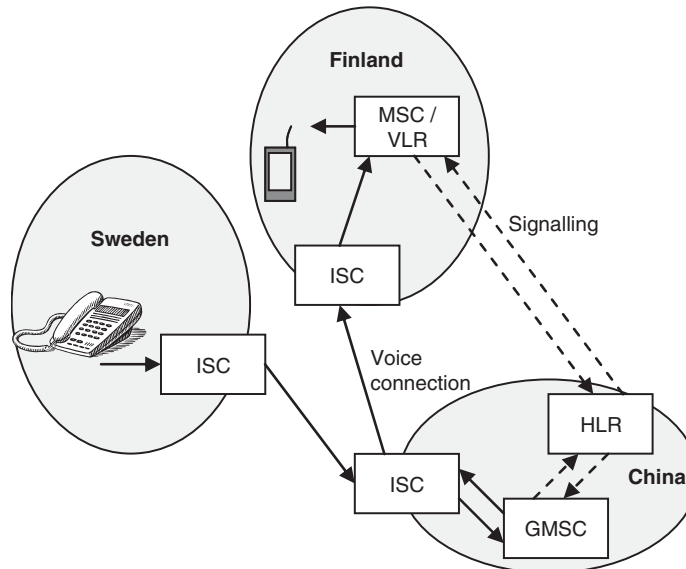 Finland
MSC /
VLR
Signalling
Sweden
ISC
ISC
Voice
connection
HLR
ISC
China
GMSC